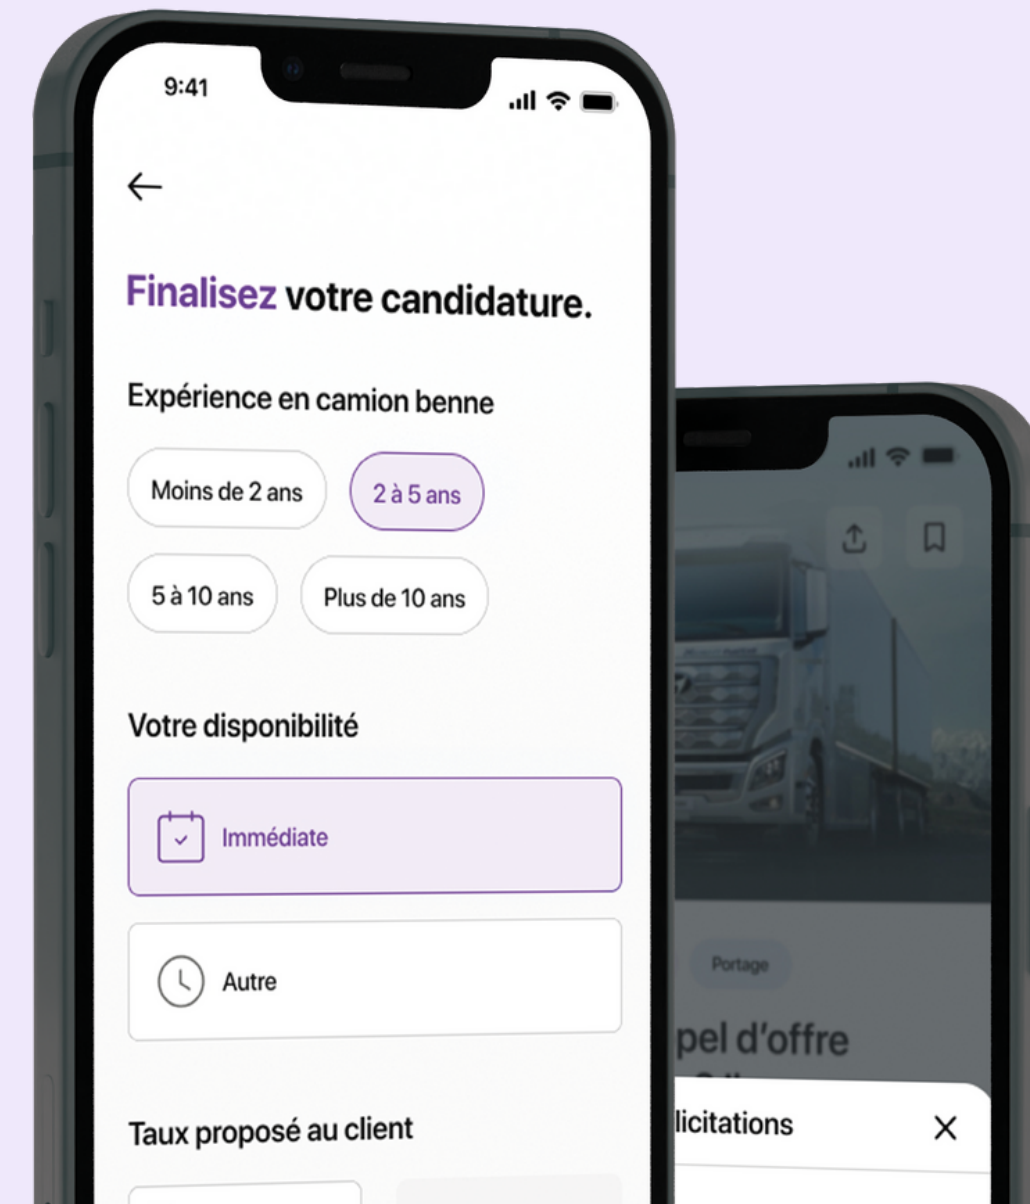 9:41
Finalisez votre candidature.
Expérience en camion benne
Moins de 2 ans
2 à 5 ans
5 à 10 ans
Plus de 10 ans
Votre disponibilité
Immédiate
Autre
Taux proposé au client
Portage
pel d'offre
licitations